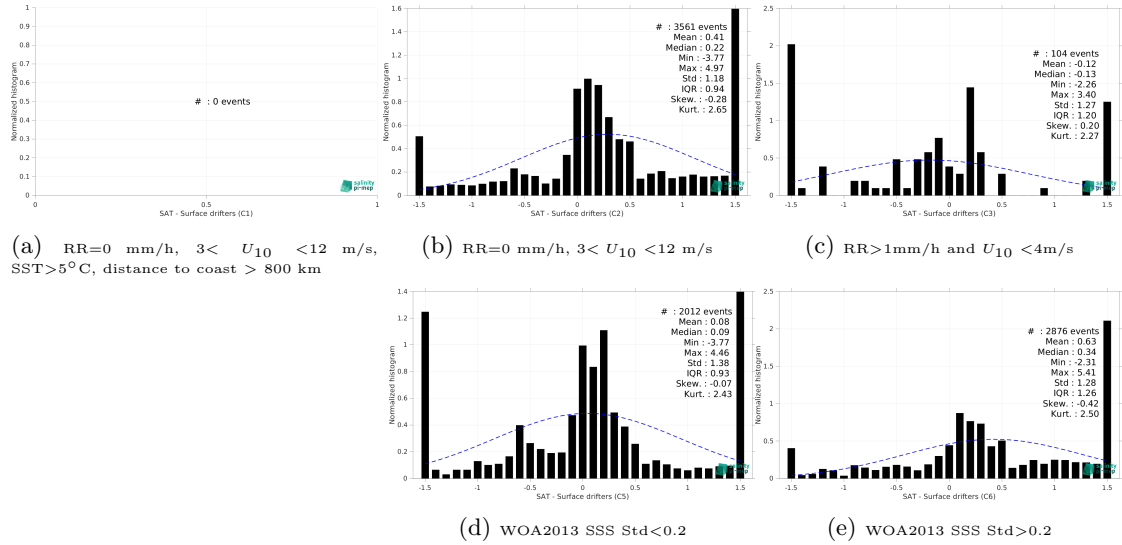 1
0.9
0.8
0.7
0.6
0.5
0.4
0.3
0.2
0.1
0
Normalized histogram
# : 0 events
salinity
pi-mep
0 0.5 1
SAT - Surface drifters (C1)
(a) RR=0 mm/h, 3< U10 <12 m/s,
SST>5°C, distance to coast > 800 km
1.6
1.4
1.2
1.0
0.8
0.6
0.4
0.2
0
Normalized histogram
# : 3561 events
Mean : 0.41
Median : 0.22
Min : -3.77
Max : 4.97
Std : 1.18
IQR : 0.94
Skew. : -0.28
Kurt. : 2.65
-1.5 -1 -0.5 0 0.5 1 1.5
SAT - Surface drifters (C2)
(b) RR=0 mm/h, 3< U10 <12 m/s
2.5
2
1.5
1
0.5
0
Normalized histogram
# : 104 events
Mean : -0.12
Median : -0.13
Min : -2.26
Max : 3.40
Std : 1.27
IQR : 1.20
Skew. : 0.20
Kurt. : 2.27
salinity
pi-mep
-1.5 -1 -0.5 0 0.5 1 1.5
SAT - Surface drifters (C3)
(c) RR>1mm/h and U10 <4m/s
1.4
1.2
1
0.8
0.6
0.4
0.2
0
Normalized histogram
# : 2012 events
Mean : 0.08
Median : 0.09
Min : -3.77
Max : 4.46
Std : 1.38
IQR : 0.93
Skew. : -0.07
Kurt. : 2.43
-1.5 -1 -0.5 0 0.5 1 1.5
SAT - Surface drifters (C5)
(d) WOA2013 SSS Std<0.2
2.5
2
1.5
1
0.5
0
Normalized histogram
# : 2876 events
Mean : 0.63
Median : 0.34
Min : -2.31
Max : 5.41
Std : 1.28
IQR : 1.26
Skew. : -0.42
Kurt. : 2.50
-1.5 -1 -0.5 0 0.5 1 1.5
SAT - Surface drifters (C6)
(e) WOA2013 SSS Std>0.2